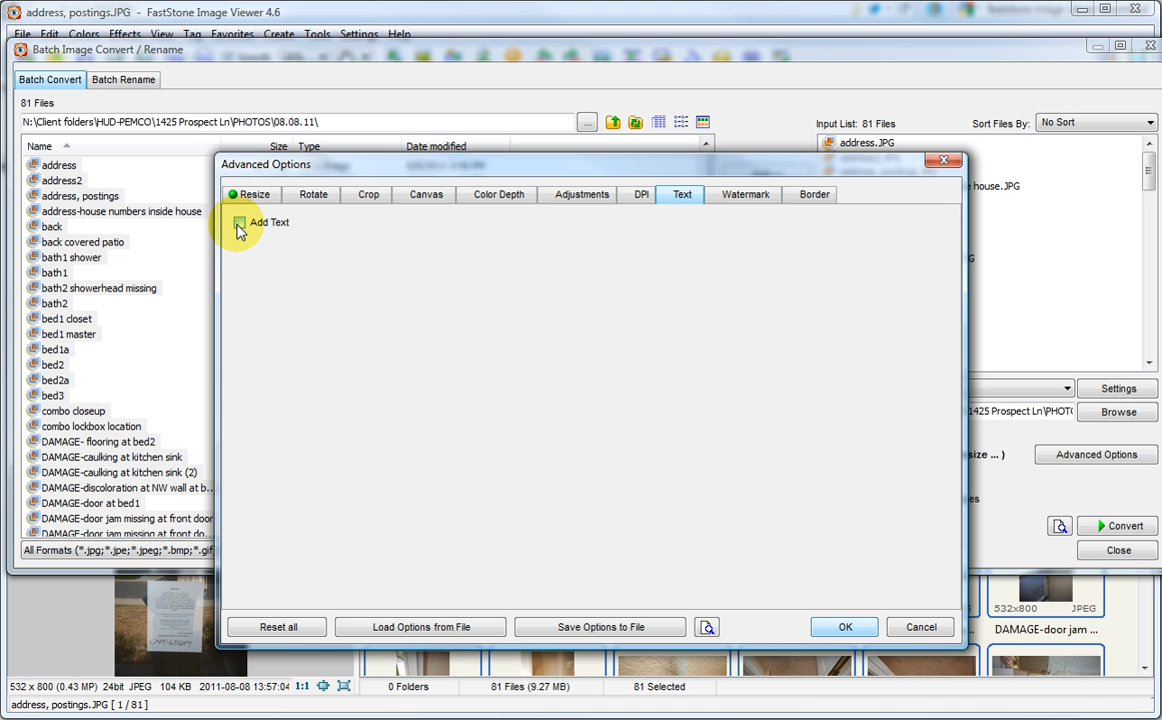 address, postings.JPG - FastStone Image Viewer 4.6
File Edit Colors Effects View Tag Favorites Create Tools Settings Help
Batch Image Convert / Rename
Batch Convert Batch Rename
81 Files
N:\Client folders\HUD-PEMCO\1425 Prospect Ln\PHOTOS\08.08.11\ ...
Input List: 81 Files Sort Files By: No Sort
Name Size Type Date modified
address.JPG
Advanced Options
address
address2
house.JPG
Resize Rotate Crop Canvas Color Depth Adjustments DPI Text Watermark Border
address, postings
address-house numbers inside house
Add Text
back
back covered patio
bath1 shower
bath1
bath2 showerhead missing
bath2
bed1 closet
bed1 master
bed1a
bed2
bed2a
bed3
Settings
combo closeup
1425 Prospect Ln\PHOT Browse
combo lockbox location
DAMAGE- flooring at bed2
DAMAGE-caulking at kitchen sink
size ... ) Advanced Options
DAMAGE-caulking at kitchen sink (2)
DAMAGE-discoloration at NW wall at b...
DAMAGE-door at bed1
DAMAGE-door jam missing at front door
DAMAGE-door jam missing at front do...
Convert
All Formats (*.jpg;*.jpe;*.jpeg;*.bmp;*.gif
Close
532x800 JPEG
Reset all Load Options from File Save Options to File OK Cancel
DAMAGE-door jam ...
532 x 800 (0.43 MP) 24bit JPEG 104 KB 2011-08-08 13:57:04 1:1 0 Folders 81 Files (9.27 MB) 81 Selected
address, postings.JPG [ 1 / 81 ]